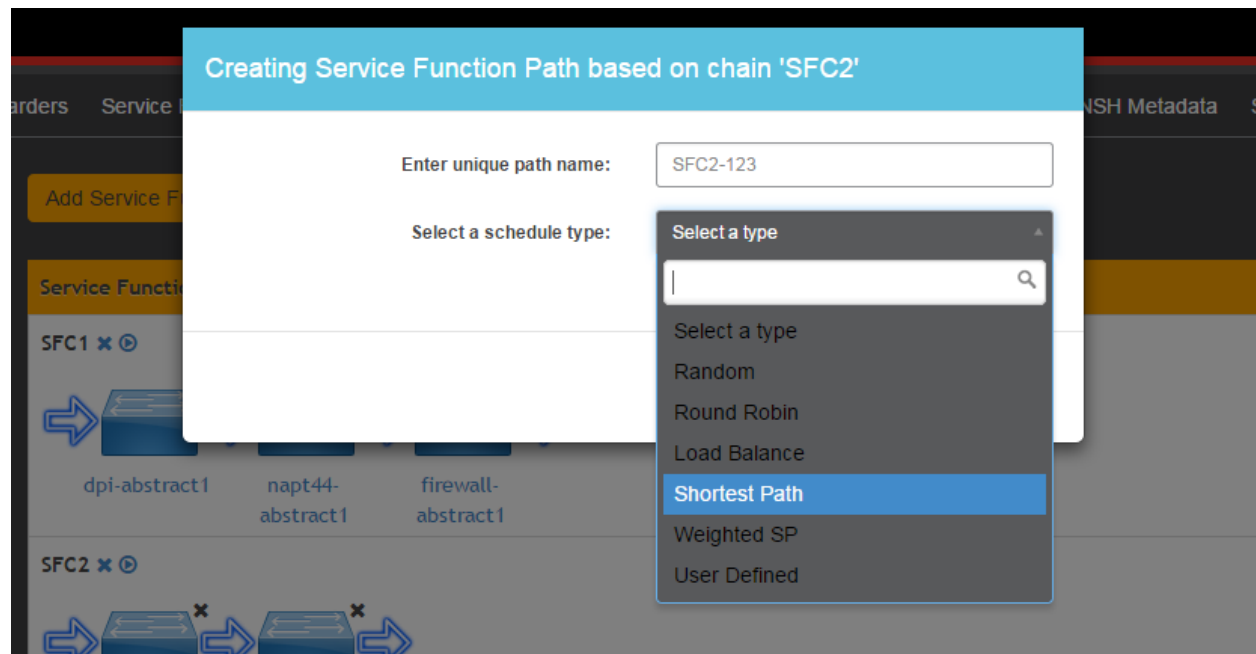 Creating Service Function Path based on chain 'SFC2'
arders Service NSH Metadata S
Enter unique path name: SFC2-123
Add Service F
Select a schedule type: Select a type
Service Functi
Select a type
SFC1
Random
Round Robin
Load Balance
dpi-abstract1 napt44-abstract1 firewall-abstract1
Shortest Path
Weighted SP
SFC2
User Defined